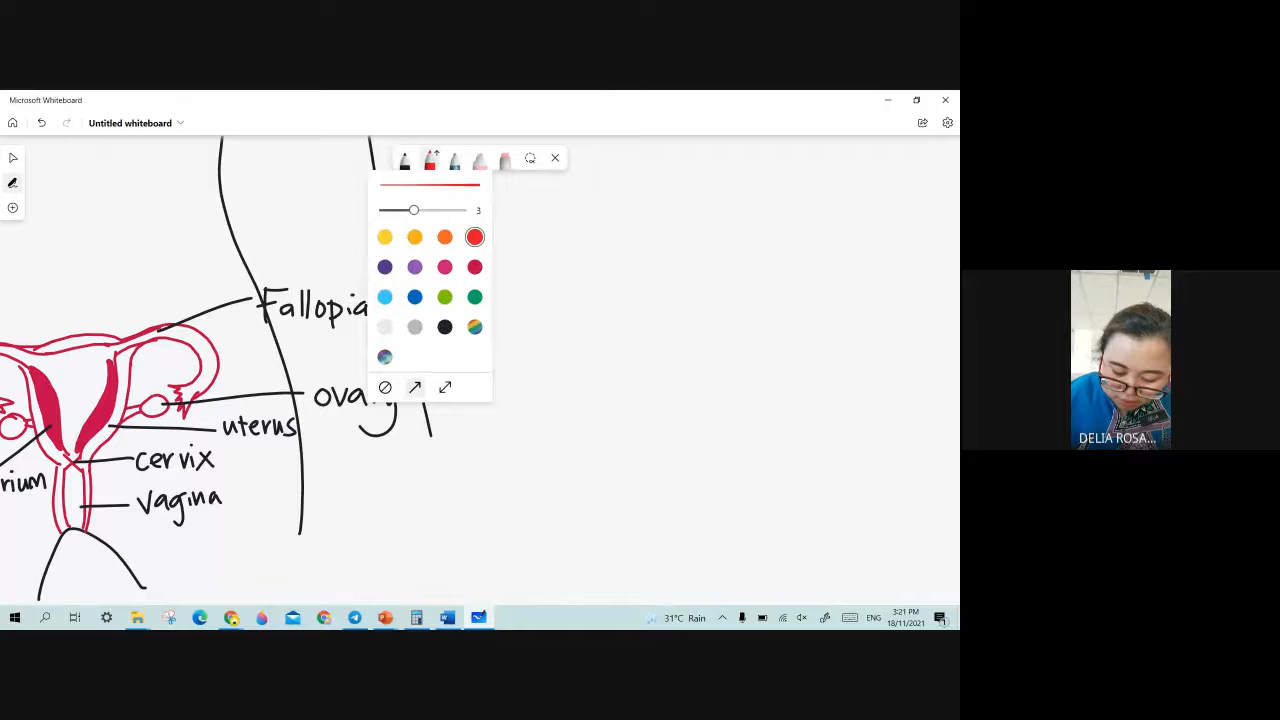 Microsoft Whiteboard
Untitled whiteboard
3
Fallopia
ova
uterus
cervix
rium
vagina
DELIA ROSA...
31°C Rain
ENG
3:21 PM
18/11/2021